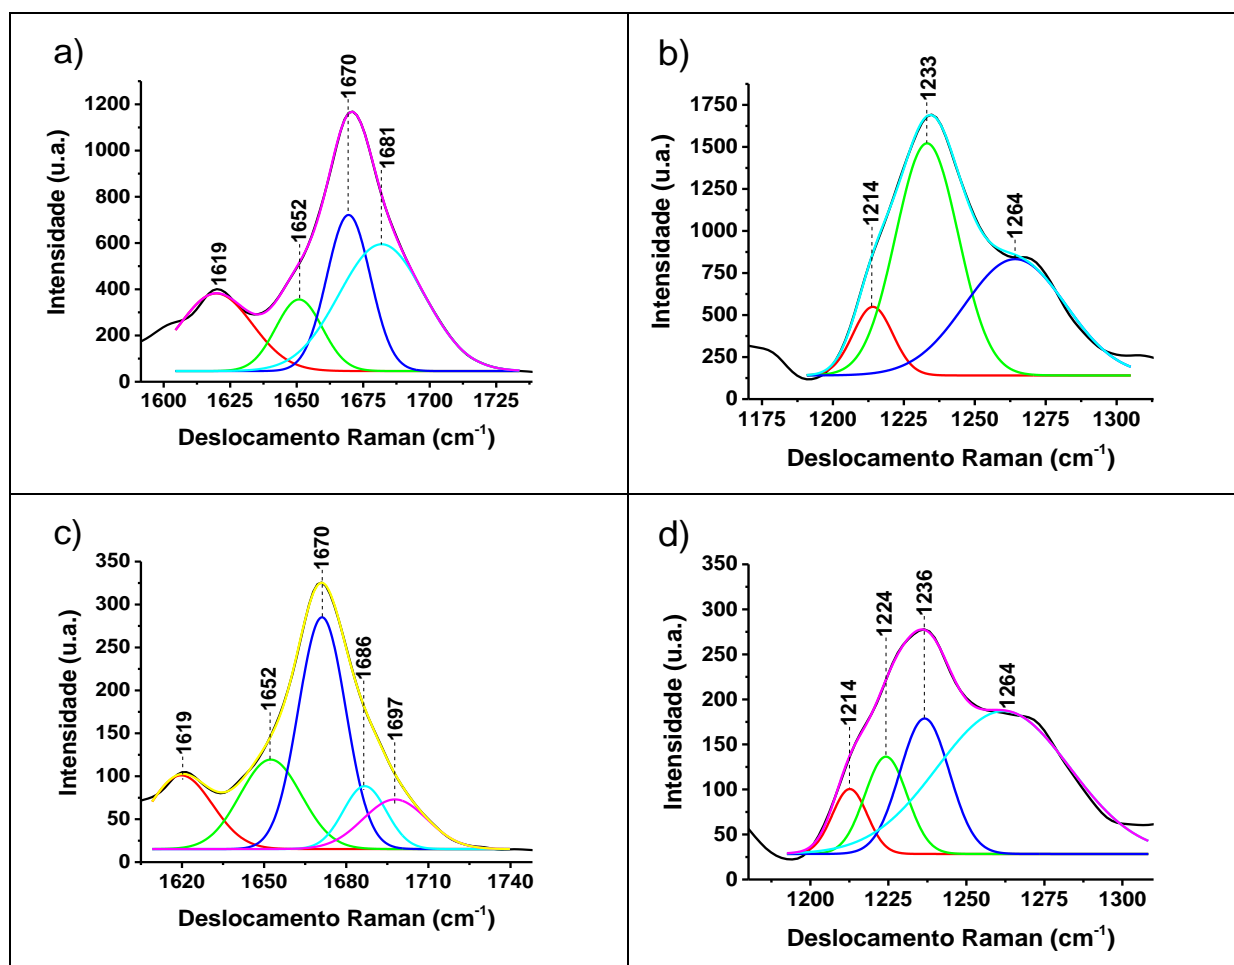 a)
1670
1681
1652
1619
1200
1000
800
600
400
200
0
Intensidade (u.a.)
1600 1625 1650 1675 1700 1725
Deslocamento Raman (cm-1)
b)
1233
1214
1264
1750
1500
1250
1000
750
500
250
0
Intensidade (u.a.)
1175 1200 1225 1250 1275 1300
Deslocamento Raman (cm-1)
c)
1670
1652
1686
1697
1619
350
300
250
200
150
100
50
0
Intensidade (u.a.)
1620 1650 1680 1710 1740
Deslocamento Raman (cm-1)
d)
1236
1224
1214
1264
350
300
250
200
150
100
50
0
Intensidade (u.a.)
1200 1225 1250 1275 1300
Deslocamento Raman (cm-1)